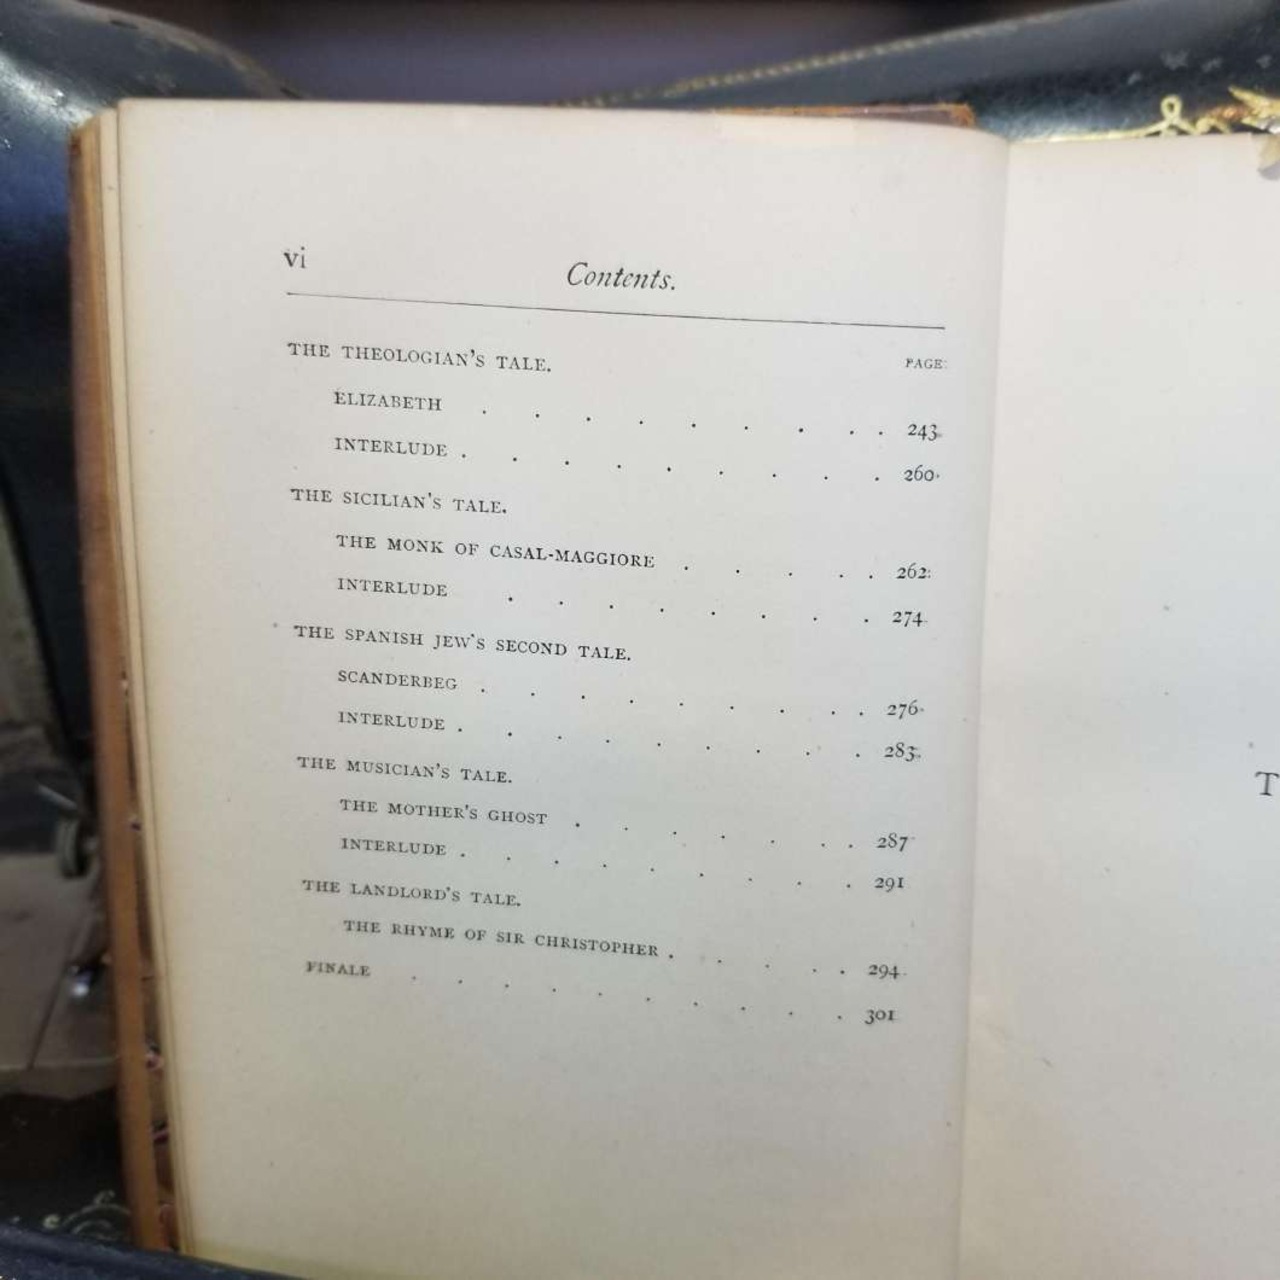 vi
Contents.
THE THEOLOGIAN'S TALE. PAGE
ELIZABETH . . . . . . . . . 243
INTERLUDE . . . . . . . . . 260
THE SICILIAN'S TALE.
THE MONK OF CASAL-MAGGIORE . . . . . 262
INTERLUDE . . . . . . . . 274
THE SPANISH JEW'S SECOND TALE.
SCANDERBEG . . . . . . . . . 276
INTERLUDE . . . . . . . . . 283
THE MUSICIAN'S TALE.
THE MOTHER'S GHOST . . . . . . . 287
INTERLUDE . . . . . . . . . 291
THE LANDLORD'S TALE.
THE RHYME OF SIR CHRISTOPHER . . . . . 294
FINALE . . . . . . . . . . 301
T